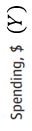 Spending, $ (Y)